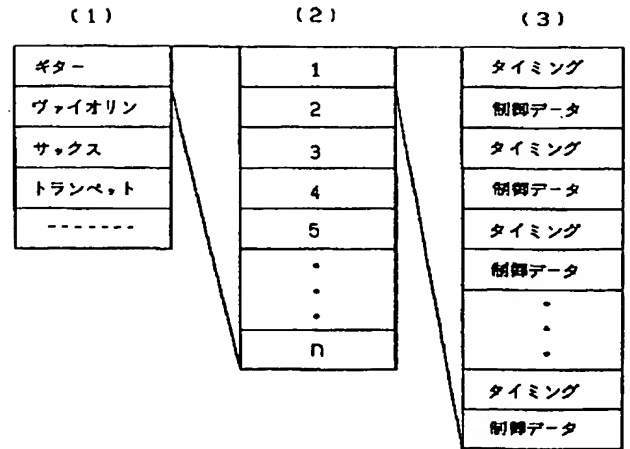 (1) (2) (3)
ギター 1 タイミング
ヴァイオリン 2 制御データ
サックス 3 タイミング
トランペット 4 制御データ
------- 5 タイミング
制御データ
n
タイミング
制御データ